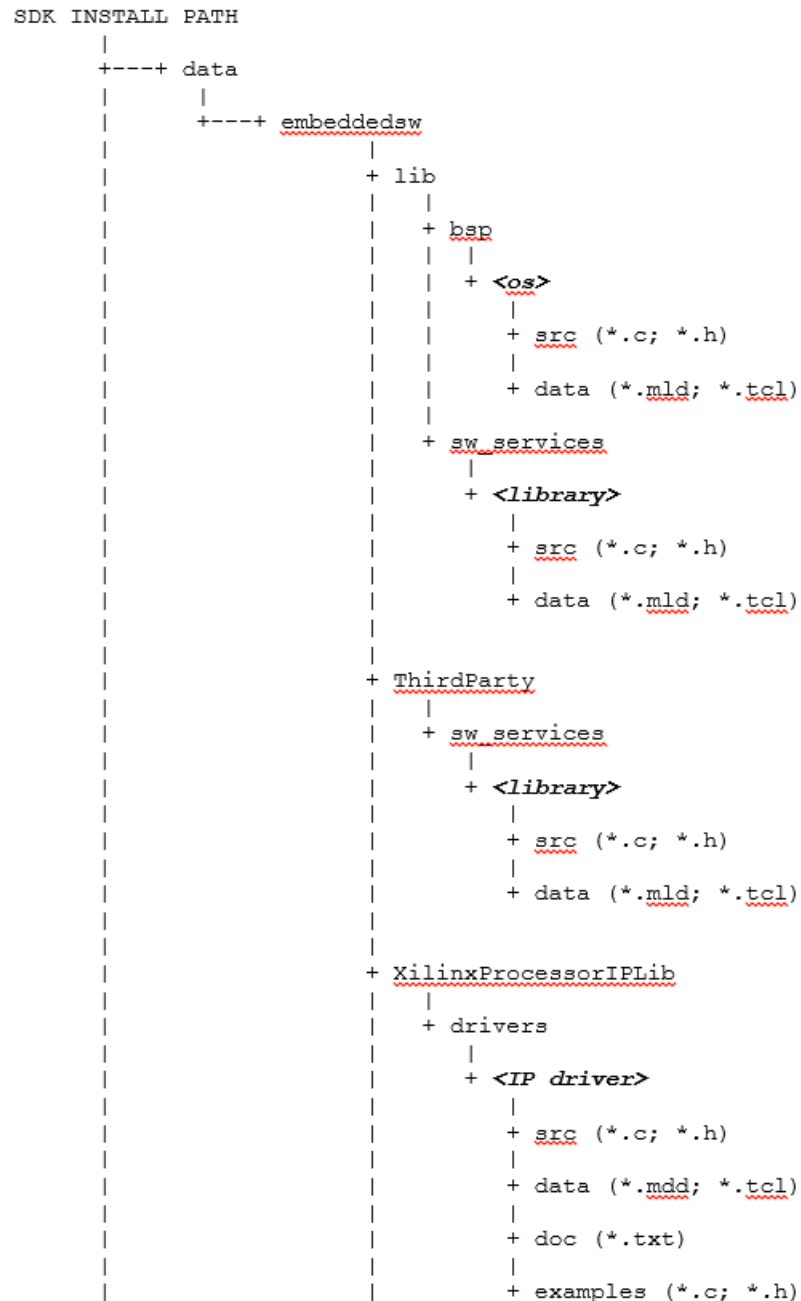 SDK INSTALL PATH
|
+---+ data
| |
| +---+ embeddedsw
| |
| + lib
| | |
| | + bsp
| | | |
| | | + <os>
| | | |
| | | + src (*.c; *.h)
| | | |
| | | + data (*.mld; *.tcl)
| | |
| | + sw_services
| | |
| | + <library>
| | |
| | + src (*.c; *.h)
| | |
| | + data (*.mld; *.tcl)
| |
| |
| + ThirdParty
| | |
| | + sw_services
| | |
| | + <library>
| | |
| | + src (*.c; *.h)
| | |
| | + data (*.mld; *.tcl)
| |
| |
| + XilinxProcessorIPLib
| | |
| | + drivers
| | |
| | + <IP driver>
| | |
| | + src (*.c; *.h)
| | |
| | + data (*.mdd; *.tcl)
| | |
| | + doc (*.txt)
| | |
| | + examples (*.c; *.h)